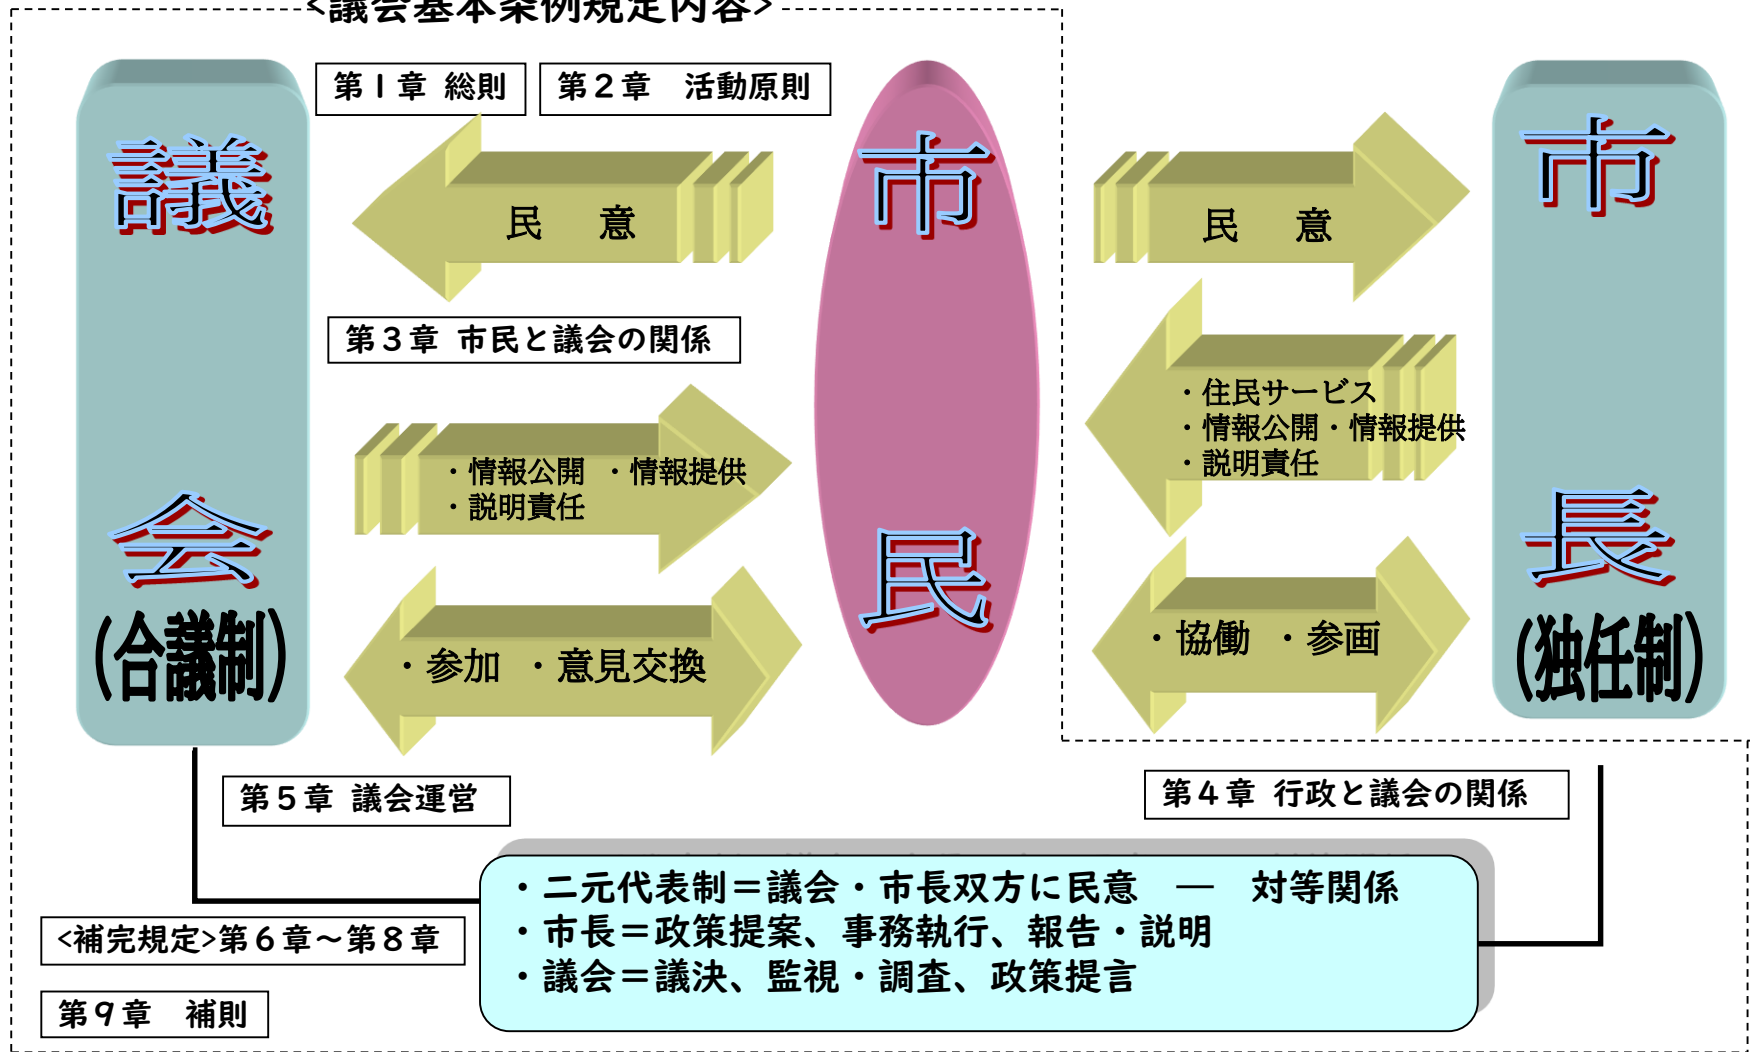 <議会基本条例規定内容>
第1章 総則
第2章　活動原則
議会
(合議制)
市民
市長
(独任制)
民　意
民　意
第3章 市民と議会の関係
・情報公開 ・情報提供
・説明責任
・住民サービス
・情報公開・情報提供
・説明責任
・参加 ・意見交換
・協働 ・参画
第5章 議会運営
第4章 行政と議会の関係
・二元代表制＝議会・市長双方に民意　―　対等関係
・市長＝政策提案、事務執行、報告・説明
・議会＝議決、監視・調査、政策提言
<補完規定>第6章～第8章
第9章　補則